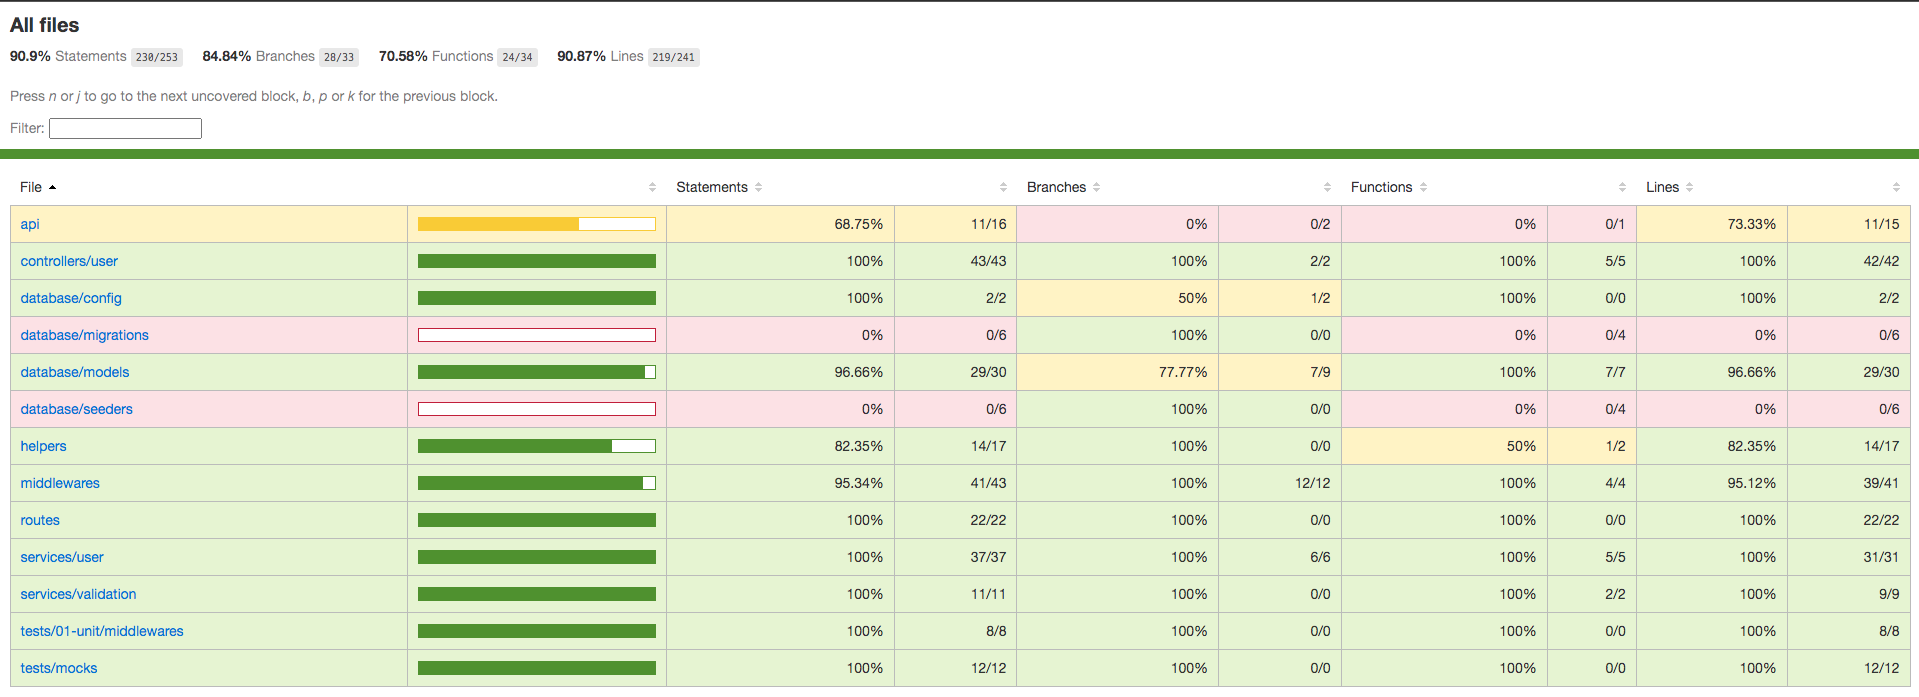 All files
90.9% Statements 230/253 84.84% Branches 28/33 70.58% Functions 24/34 90.87% Lines 219/241
Press n or j to go to the next uncovered block, b, p or k for the previous block.
Filter:
File Statements Branches Functions Lines
api 68.75% 11/16 0% 0/2 0% 0/1 73.33% 11/15
controllers/user 100% 43/43 100% 2/2 100% 5/5 100% 42/42
database/config 100% 2/2 50% 1/2 100% 0/0 100% 2/2
database/migrations 0% 0/6 100% 0/0 0% 0/4 0% 0/6
database/models 96.66% 29/30 77.77% 7/9 100% 7/7 96.66% 29/30
database/seeders 0% 0/6 100% 0/0 0% 0/4 0% 0/6
helpers 82.35% 14/17 100% 0/0 50% 1/2 82.35% 14/17
middlewares 95.34% 41/43 100% 12/12 100% 4/4 95.12% 39/41
routes 100% 22/22 100% 0/0 100% 0/0 100% 22/22
services/user 100% 37/37 100% 6/6 100% 5/5 100% 31/31
services/validation 100% 11/11 100% 0/0 100% 2/2 100% 9/9
tests/01-unit/middlewares 100% 8/8 100% 0/0 100% 0/0 100% 8/8
tests/mocks 100% 12/12 100% 0/0 100% 0/0 100% 12/12